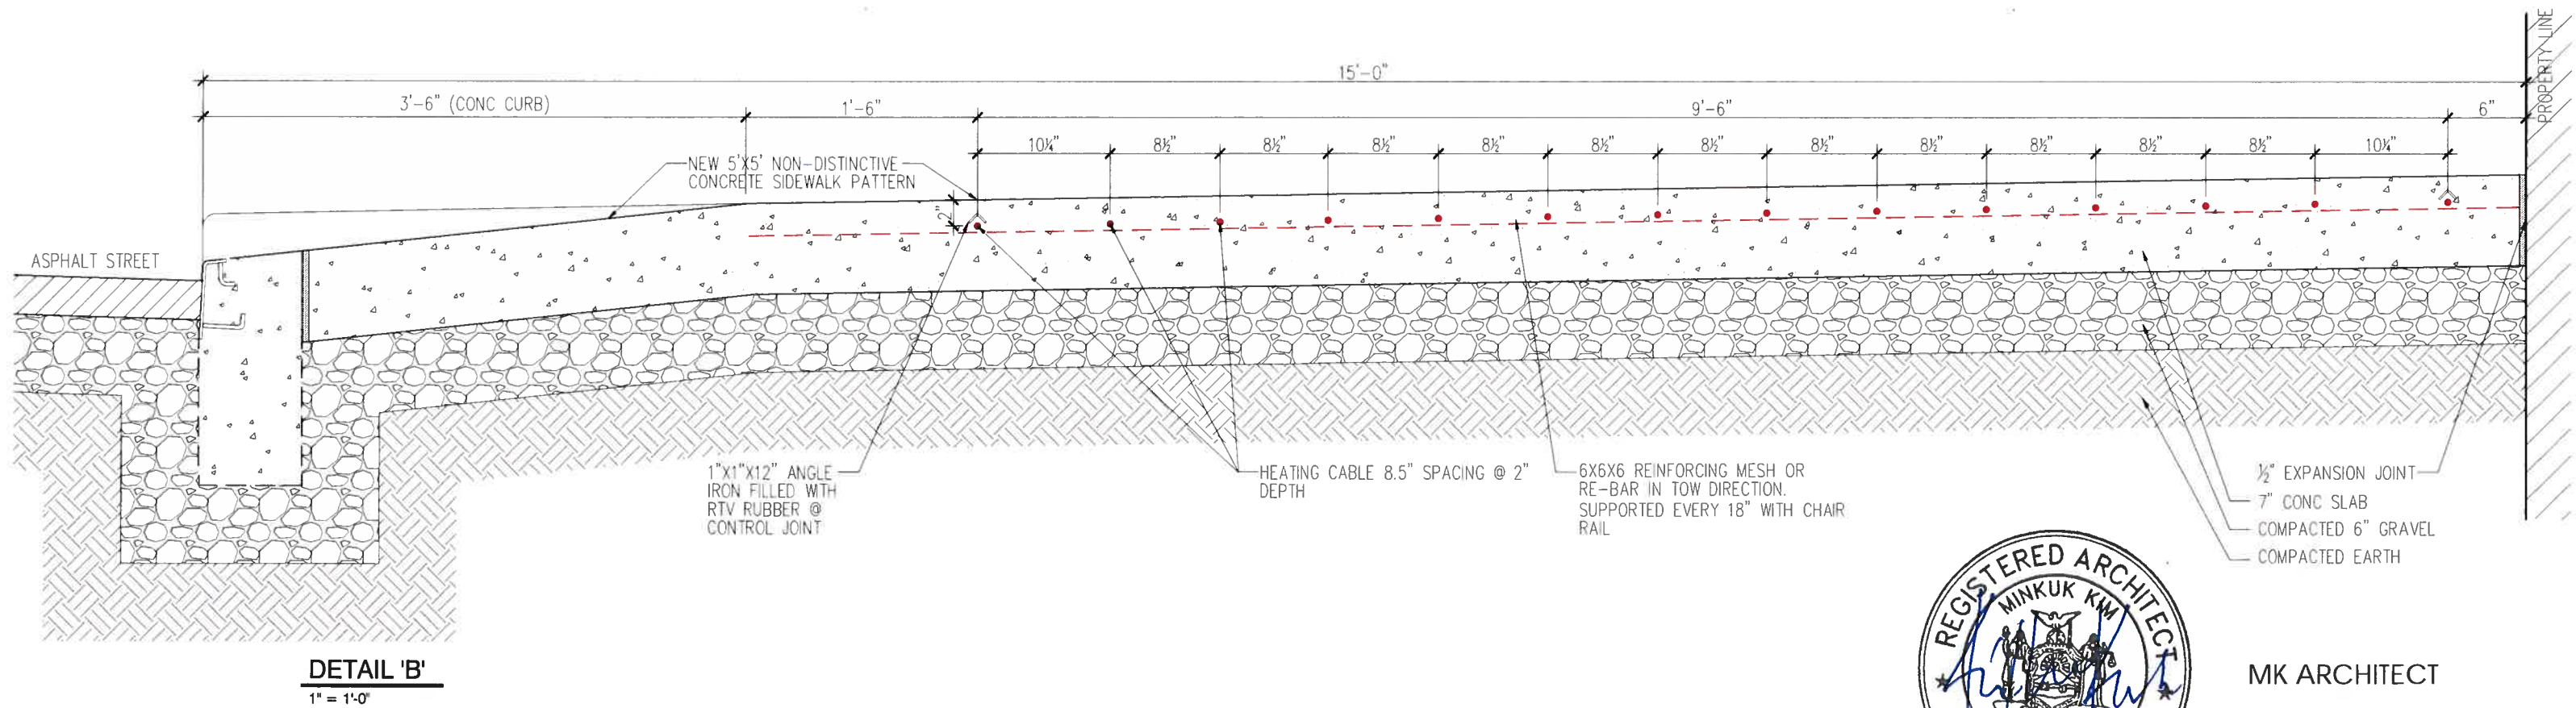 PROPERTY LINE
15'-0"
3'-6" (CONC CURB)
1'-6"
9'-6"
6"
10¼"
8½"
8½"
8½"
8½"
8½"
8½"
8½"
8½"
8½"
8½"
8½"
10¼"
NEW 5'X5' NON-DISTINCTIVE
CONCRETE SIDEWALK PATTERN
2"
ASPHALT STREET
1"X1"X12" ANGLE
IRON FILLED WITH
RTV RUBBER @
CONTROL JOINT
HEATING CABLE 8.5" SPACING @ 2"
DEPTH
6X6X6 REINFORCING MESH OR
RE-BAR IN TOW DIRECTION.
SUPPORTED EVERY 18" WITH CHAIR
RAIL
½" EXPANSION JOINT
7" CONC SLAB
COMPACTED 6" GRAVEL
COMPACTED EARTH
DETAIL 'B'
1" = 1'-0"
REGISTERED ARCHITECT
MINKUK KIM
MK ARCHITECT